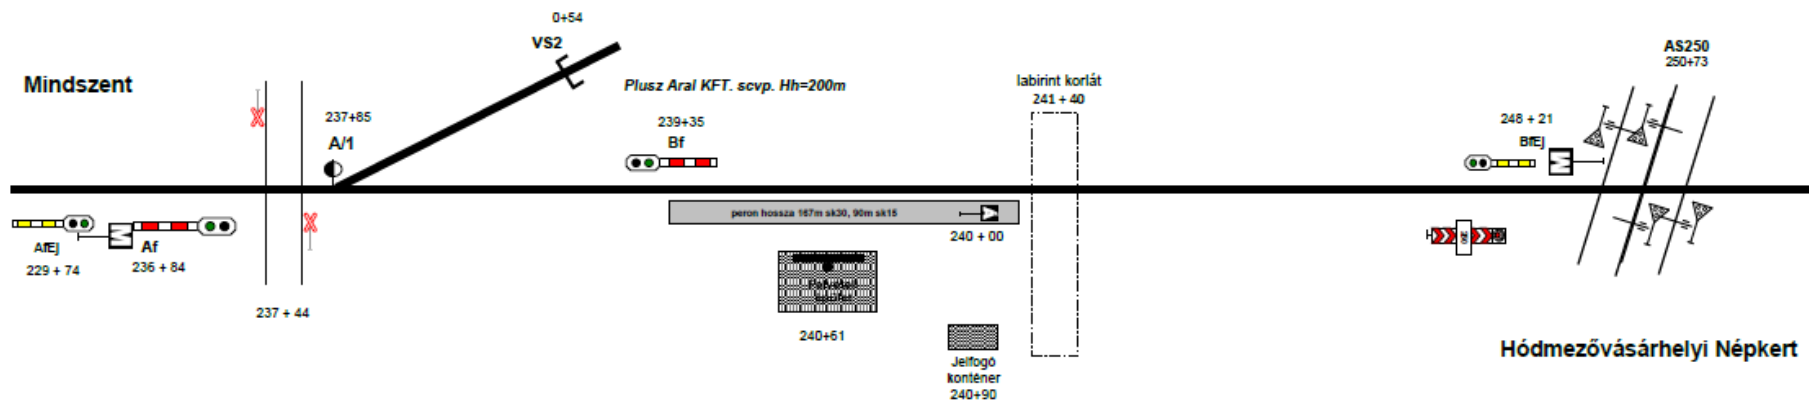 0+54
VS2
AS250
250+73
Mindszent
Plusz Aral KFT. scvp. Hh=200m
labirint korlát
241 + 40
237+85
A/1
239+35
Bf
248 + 21
BfEj
M
peron hossza 167m sk30, 90m sk15
A
240 + 00
M
AfEj
Af
229 + 74
236 + 84
237 + 44
240+61
Jelfogó
konténer
240+90
Hódmezővásárhelyi Népkert